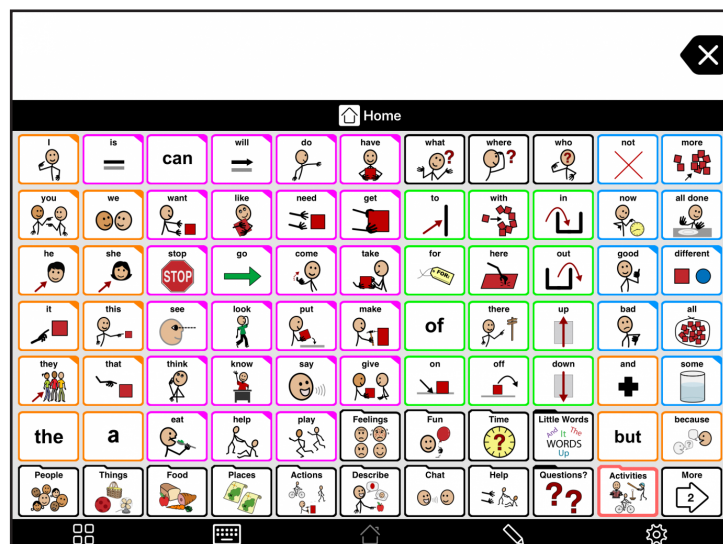 Home
I is can will do have what where who not more
you we want like need get to with in now all done
he she stop go come take for here out good different
STOP FOR:
it this see look put make of there up bad all
they that think know say give on off down and some
the a eat help play Feelings Fun Time Little Words but because
And It The
WORDS
Up
People Things Food Places Actions Describe Chat Help Questions? Activities More
2